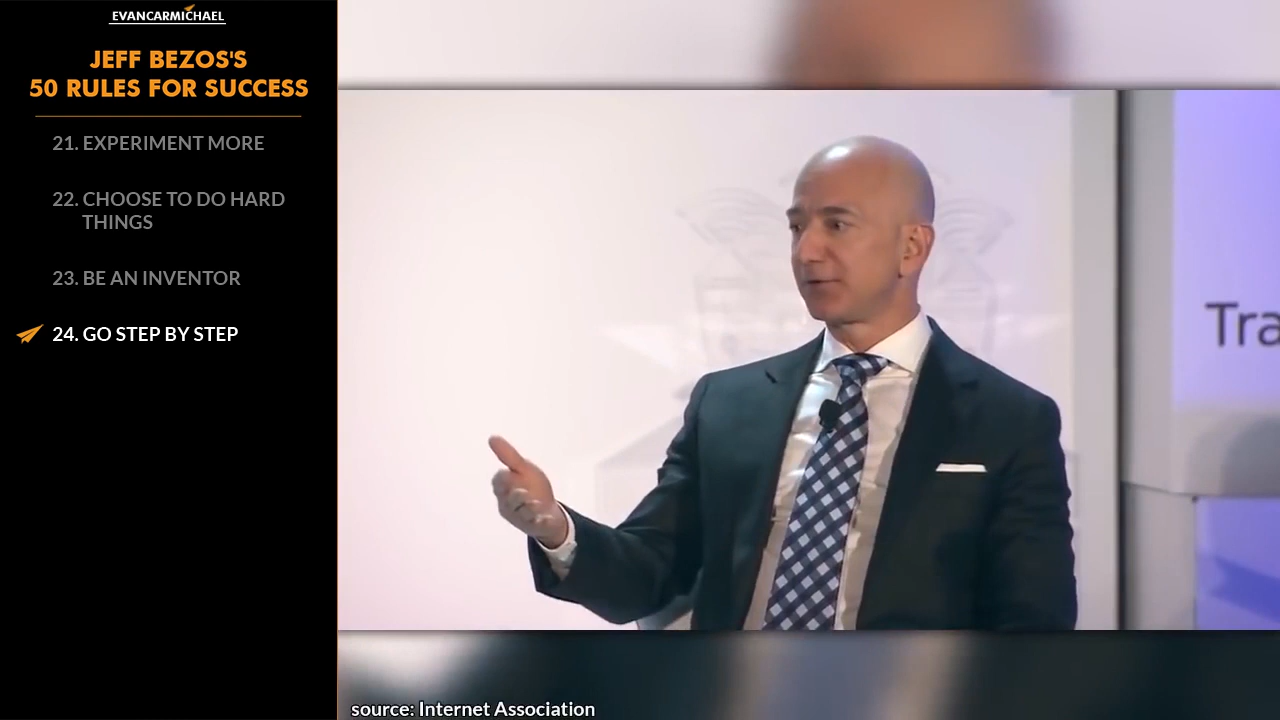 EVANCARMICHAEL
JEFF BEZOS'S
50 RULES FOR SUCCESS
21. EXPERIMENT MORE
22. CHOOSE TO DO HARD
THINGS
23. BE AN INVENTOR
24. GO STEP BY STEP
Tra
source: Internet Association